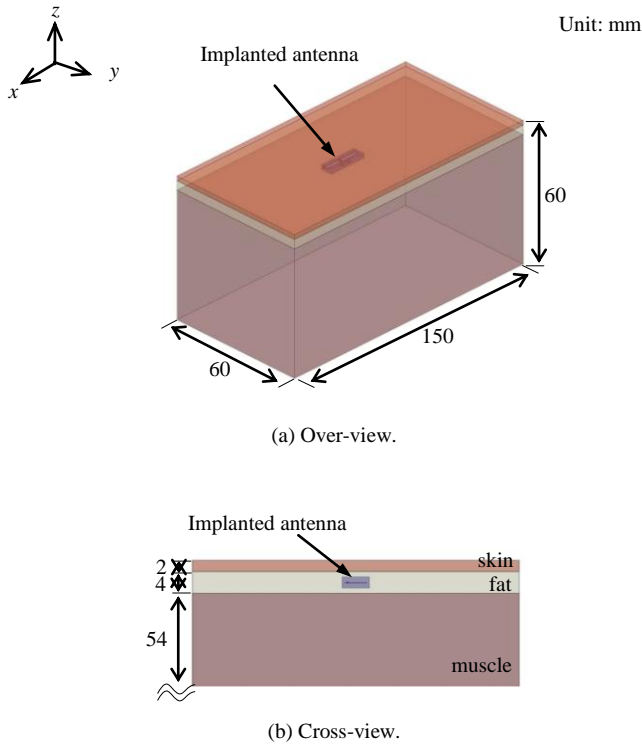 Unit: mm
z
x
y
Implanted antenna
60
150
60
(a) Over-view.
Implanted antenna
2
skin
4
fat
54
muscle
(b) Cross-view.